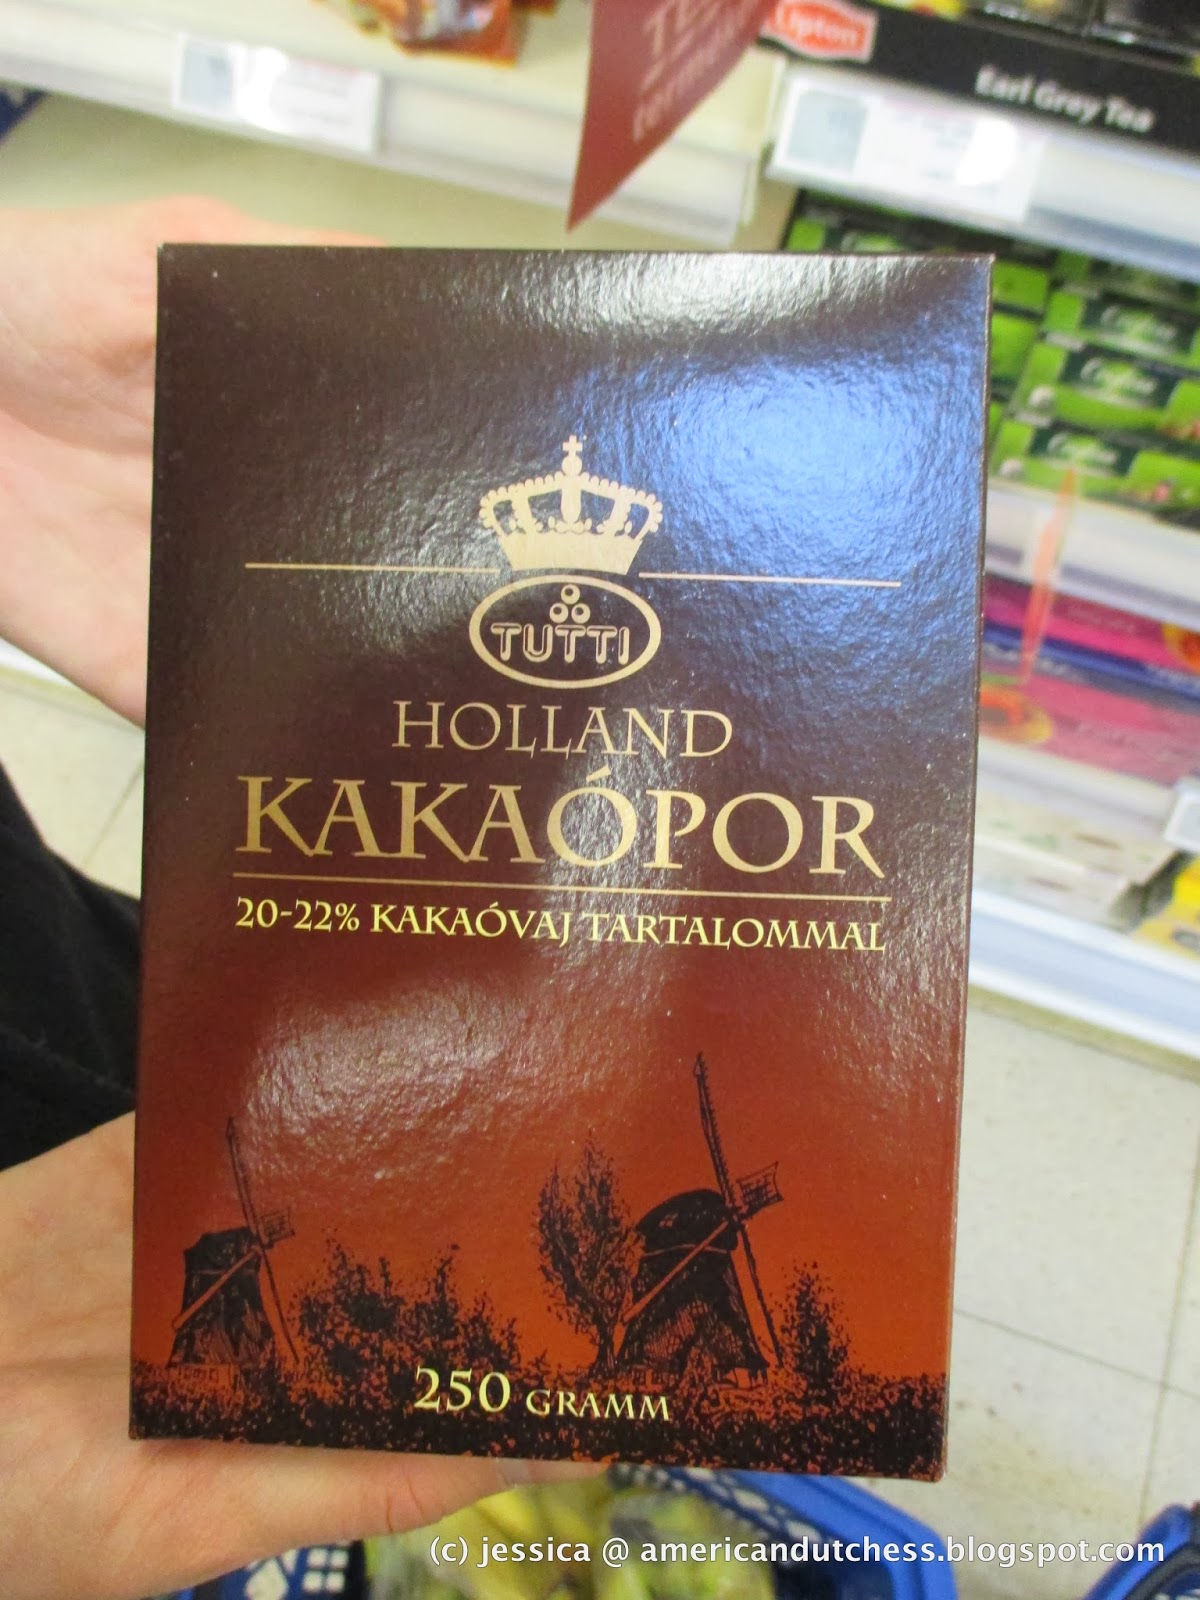 Lipton
Earl Grey Tea
TUTTI
HOLLAND
KAKAÓPOR
20-22% KAKAÓVAJ TARTALOMMAL
250 GRAMM
(c) jessica @ americandutchess.blogspot.com